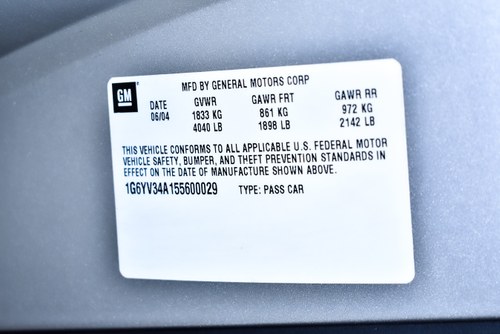 GM
MFD BY GENERAL MOTORS CORP
DATE GVWR GAWR FRT GAWR RR
06/04 1833 KG 861 KG 972 KG
4040 LB 1898 LB 2142 LB
THIS VEHICLE CONFORMS TO ALL APPLICABLE U.S. FEDERAL MOTOR
VEHICLE SAFETY, BUMPER, AND THEFT PREVENTION STANDARDS IN
EFFECT ON THE DATE OF MANUFACTURE SHOWN ABOVE.
1G6YV34A155600029 TYPE: PASS CAR